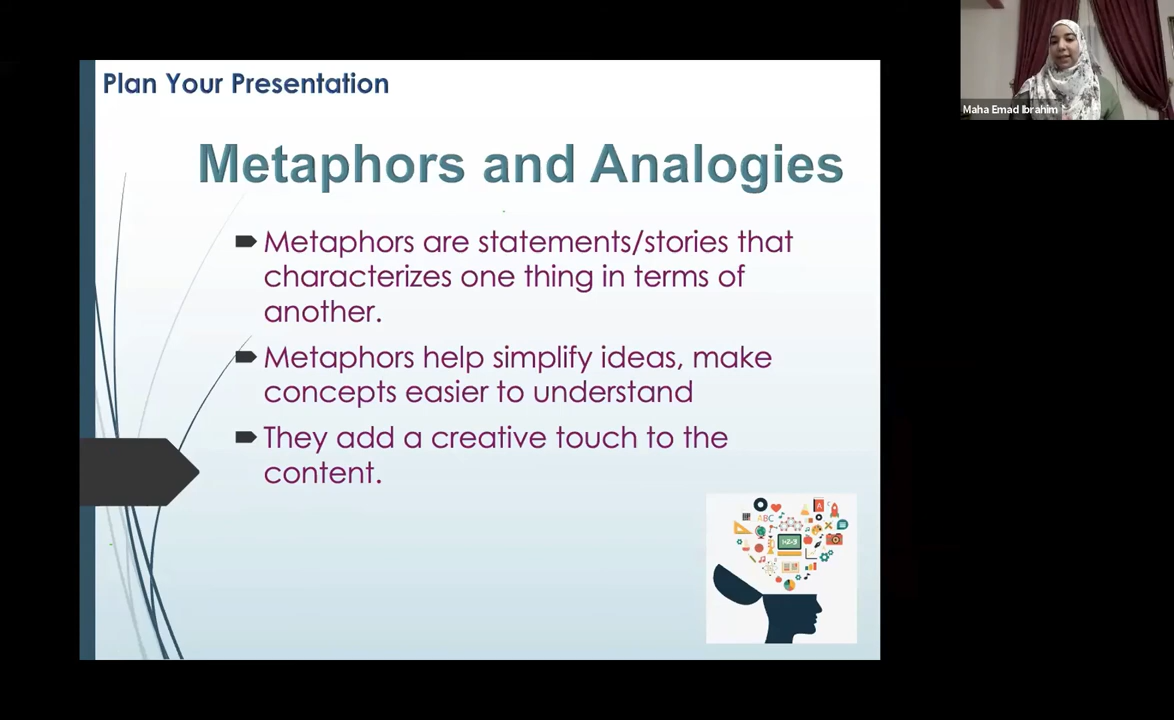 Plan Your Presentation
Metaphors and Analogies
Metaphors are statements/stories that
characterizes one thing in terms of
another.
Metaphors help simplify ideas, make
concepts easier to understand
They add a creative touch to the
content.
Maha Emad Ibrahim
ABC